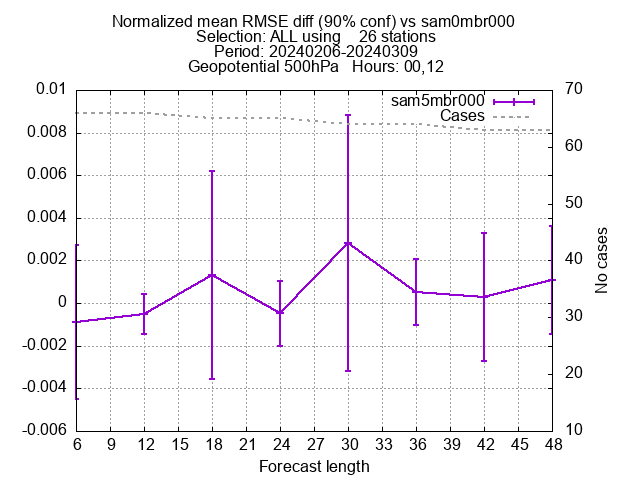 Normalized mean RMSE diff (90% conf) vs sam0mbr000
Selection: ALL using    26 stations
Period: 20240206-20240309
Geopotential 500hPa   Hours: 00,12
sam5mbr000
Cases
0.01
0.008
0.006
0.004
0.002
0
-0.002
-0.004
-0.006
70
60
50
40
30
20
10
No cases
6 9 12 15 18 21 24 27 30 33 36 39 42 45 48
Forecast length